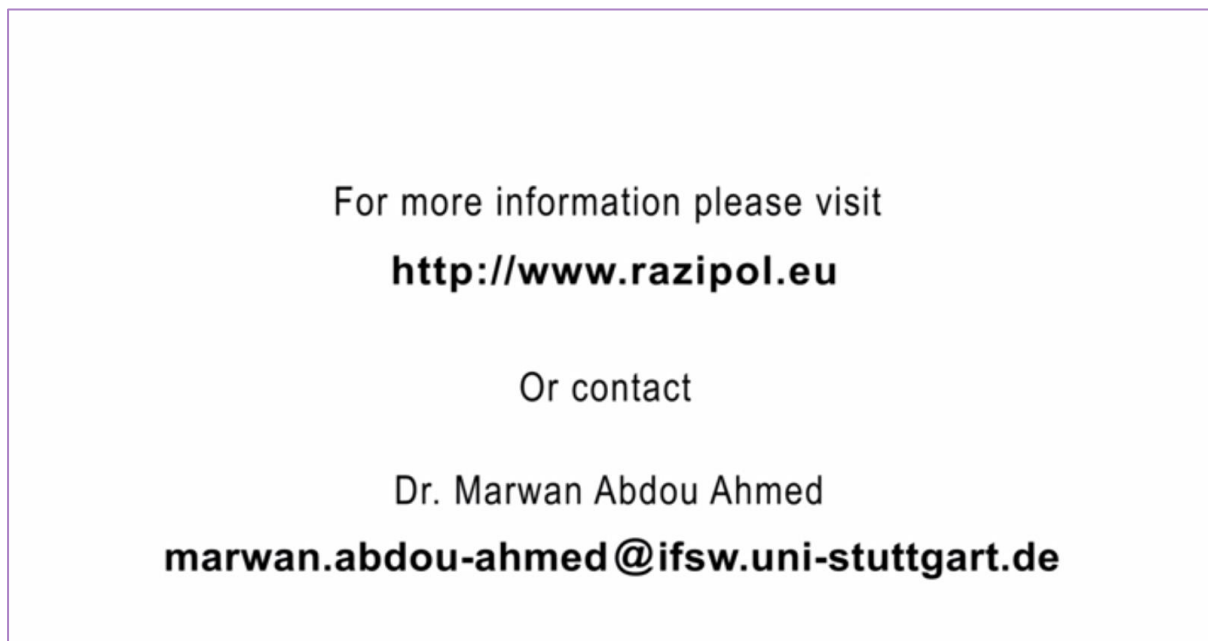 For more information please visit
http://www.razipol.eu
Or contact
Dr. Marwan Abdou Ahmed
marwan.abdou-ahmed@ifsw.uni-stuttgart.de